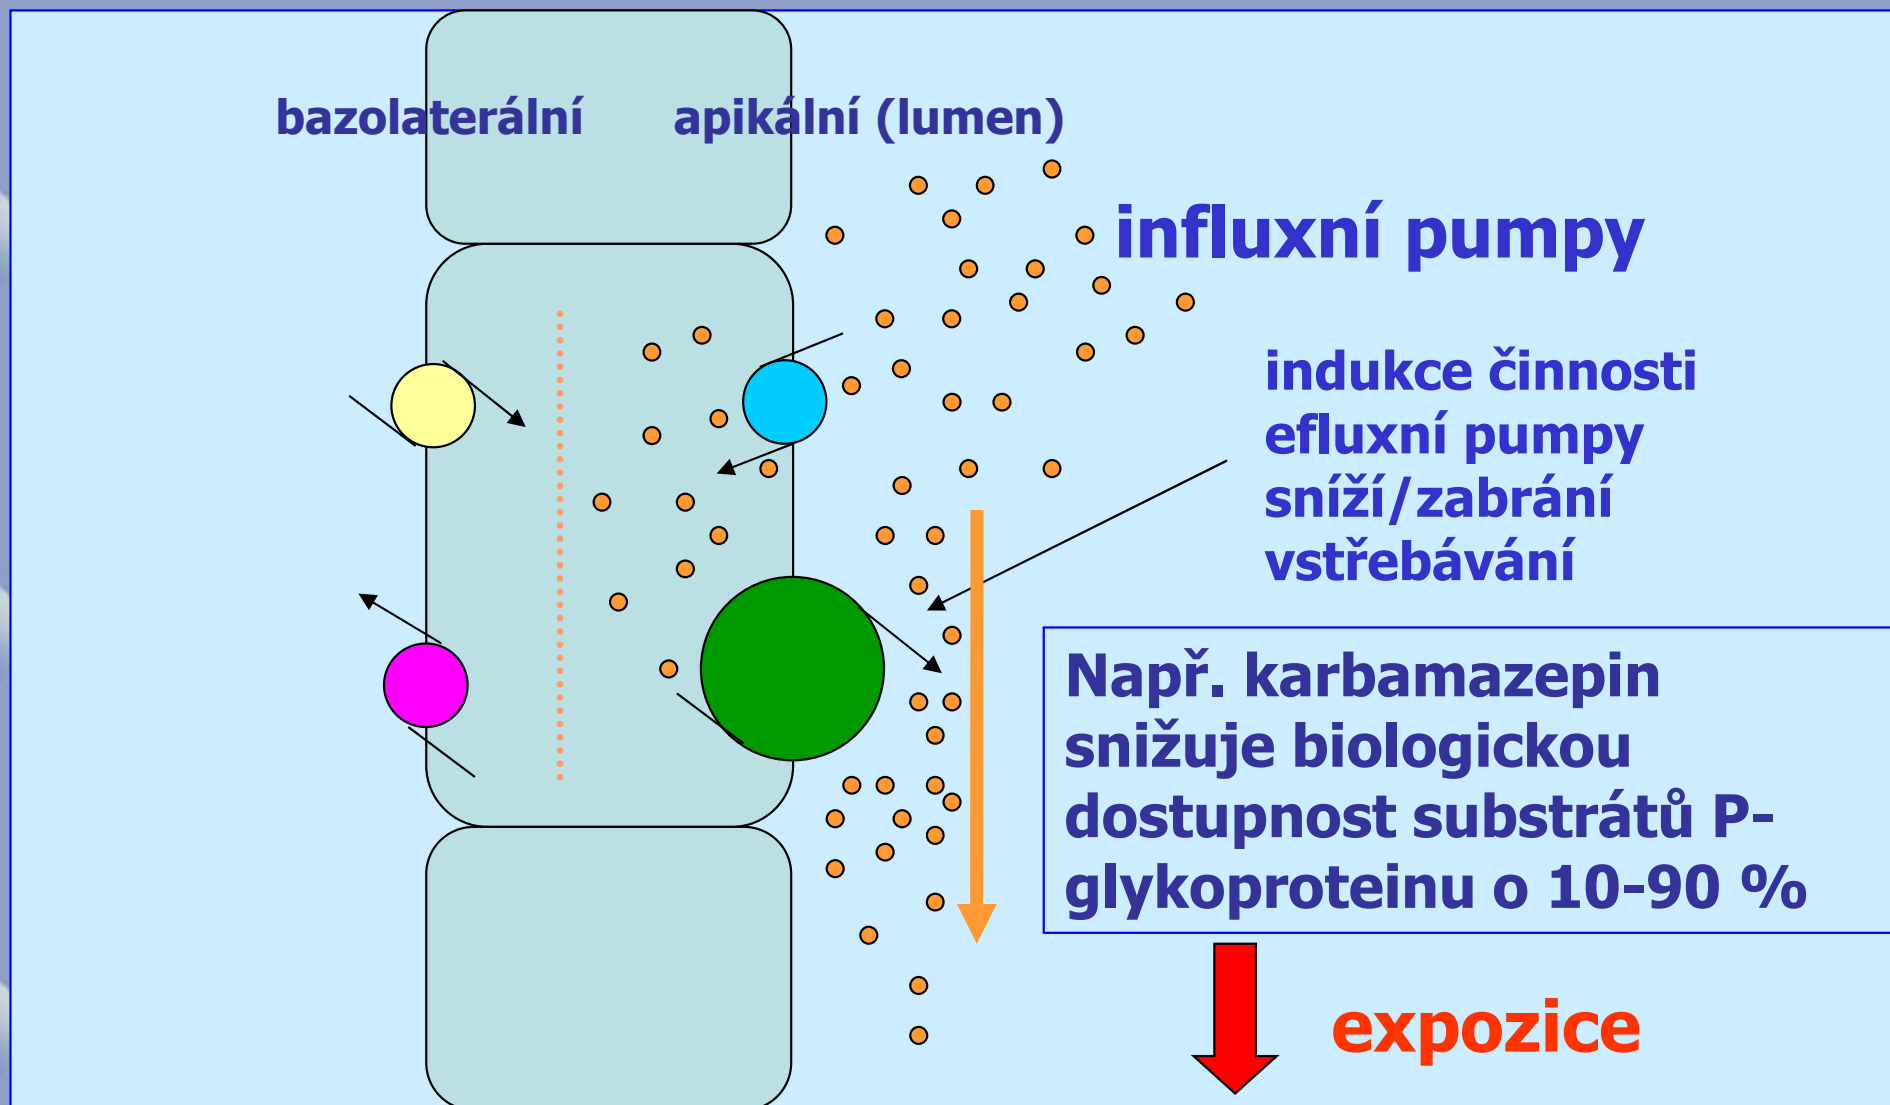 bazolaterální
apikální (lumen)
influxní pumpy
indukce činnosti
efluxní pumpy
sníží/zabrání
vstřebávání
Např. karbamazepin
snižuje biologickou
dostupnost substrátů P-
glykoproteinu o 10-90 %
expozice